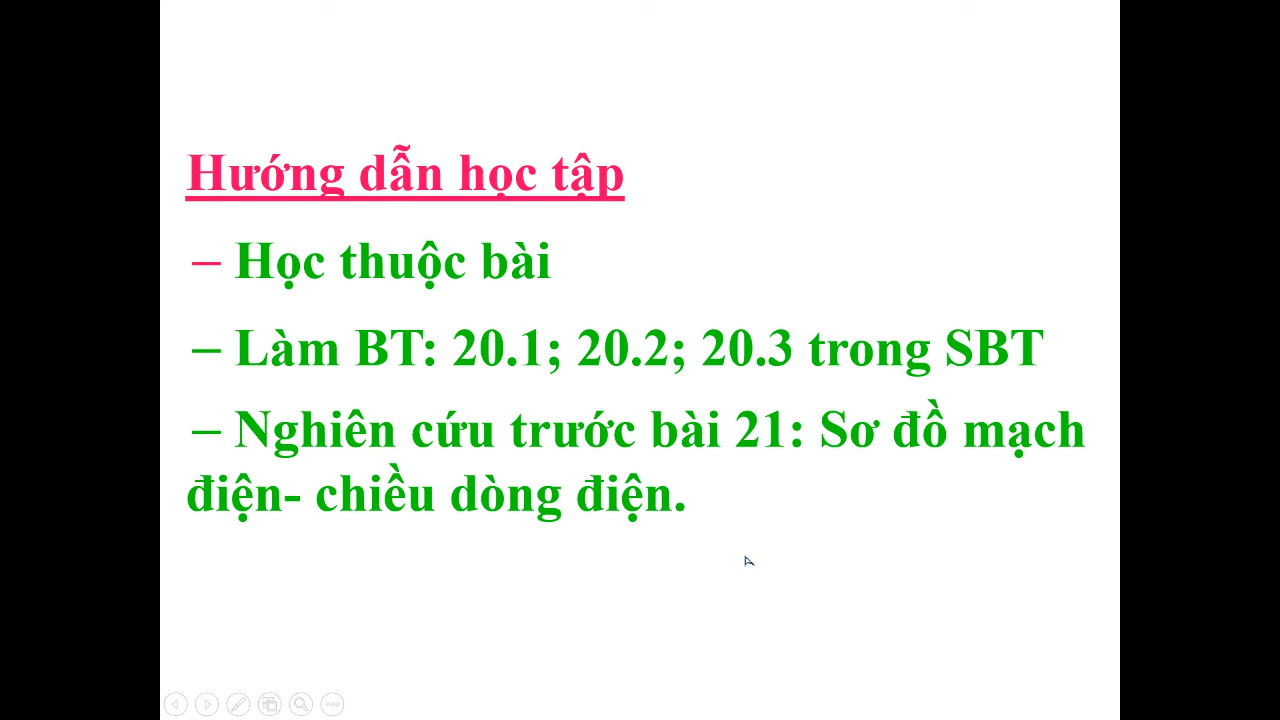 Hướng dẫn học tập
– Học thuộc bài
– Làm BT: 20.1; 20.2; 20.3 trong SBT
– Nghiên cứu trước bài 21: Sơ đồ mạch
điện- chiều dòng điện.